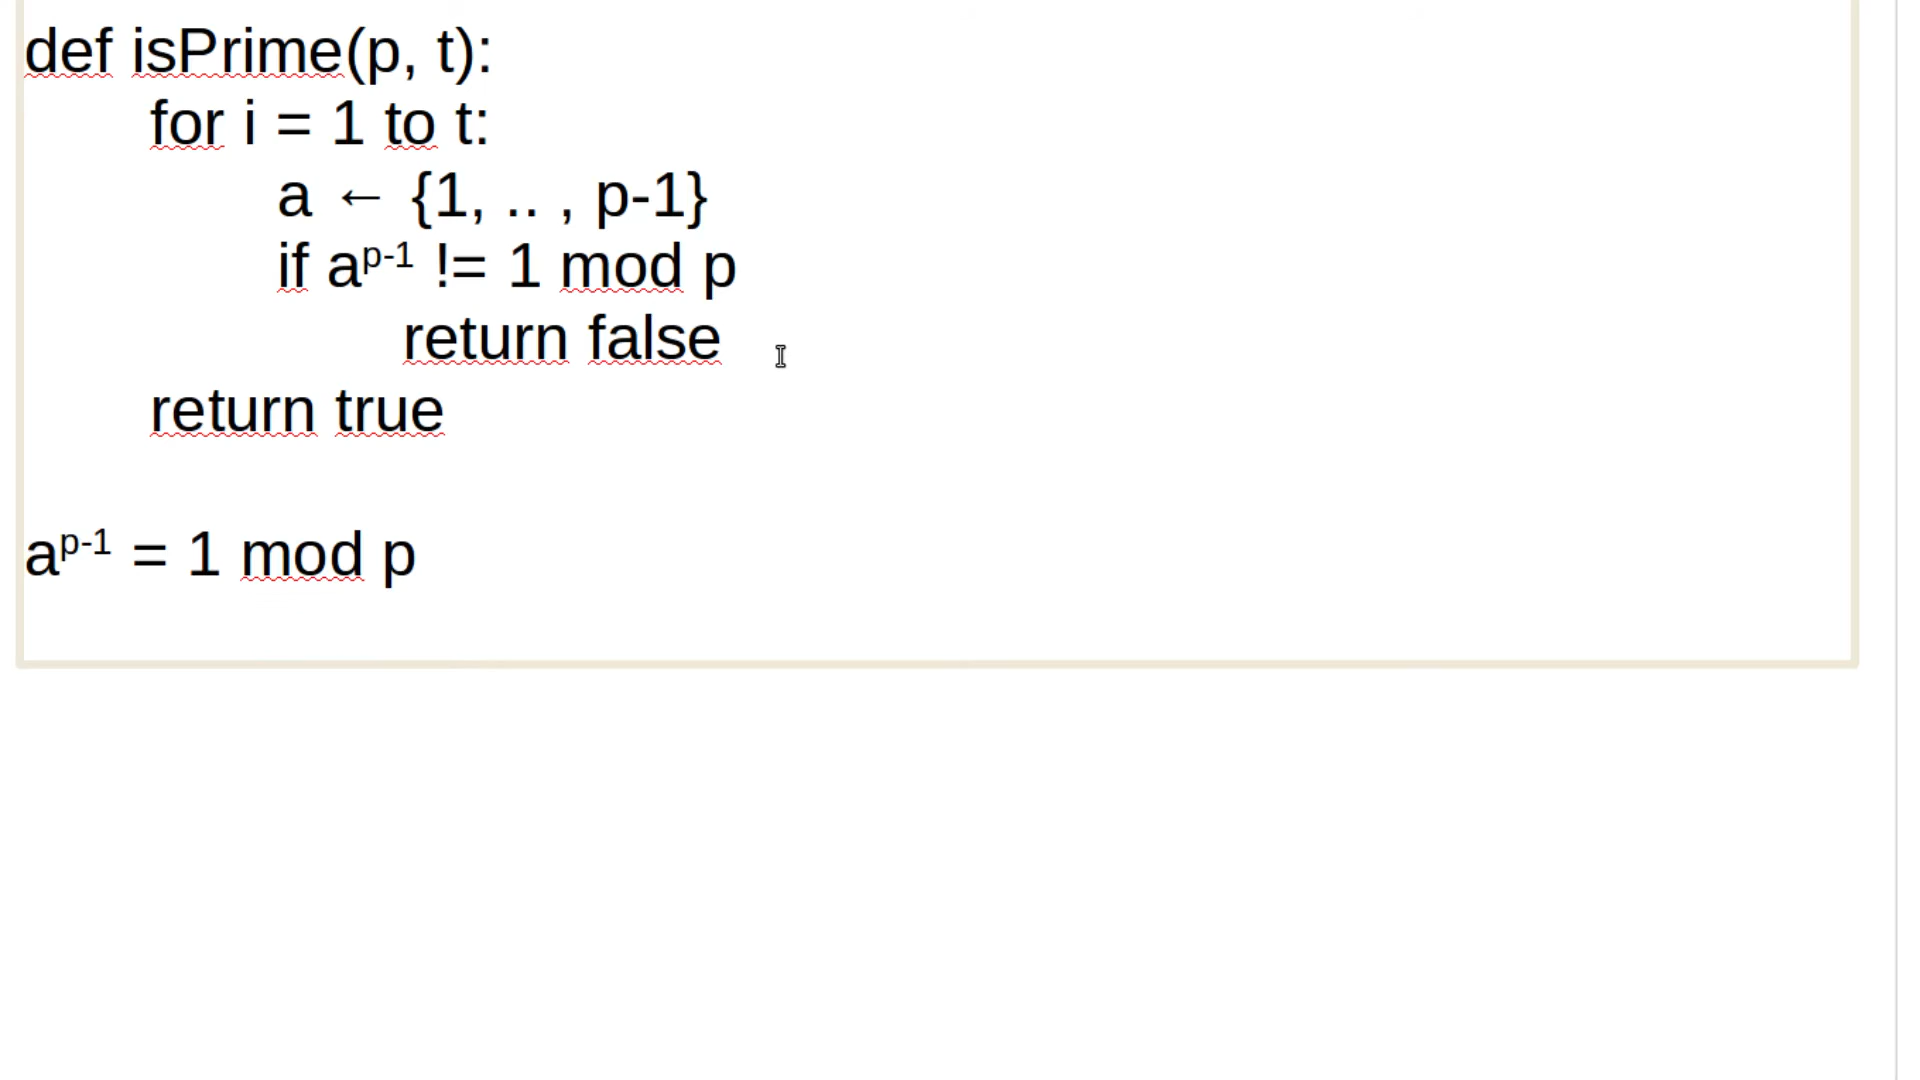 def isPrime(p, t):
for i = 1 to t:
a ← {1, .. , p-1}
if aᵖ⁻¹ != 1 mod p
return false
return true
aᵖ⁻¹ = 1 mod p